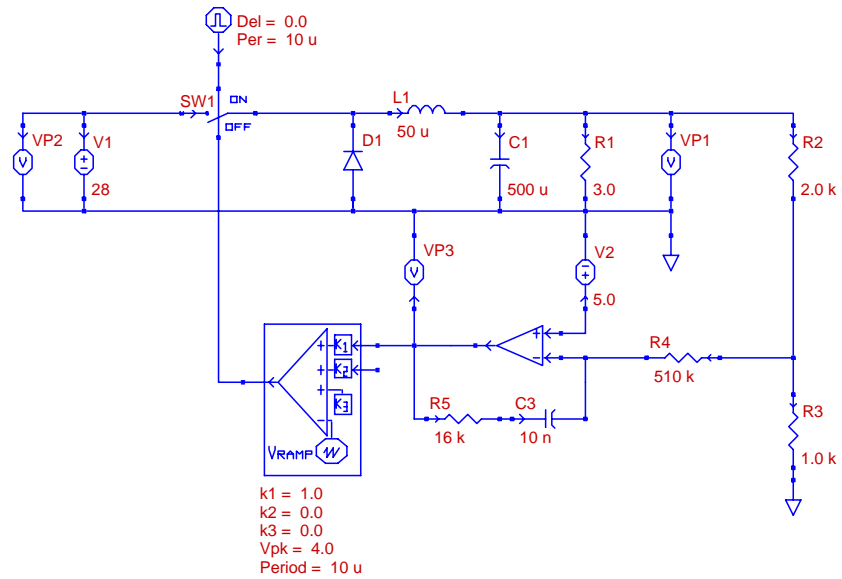 Del = 0.0
Per = 10 u
SW1
ON
OFF
L1
50 u
VP2
V
V1
28
D1
C1
500 u
R1
3.0
VP1
V
R2
2.0 k
VP3
V
V2
5.0
+
-
R4
510 k
R5
16 k
C3
10 n
R3
1.0 k
K1
K2
K3
VRAMP
k1 = 1.0
k2 = 0.0
k3 = 0.0
Vpk = 4.0
Period = 10 u